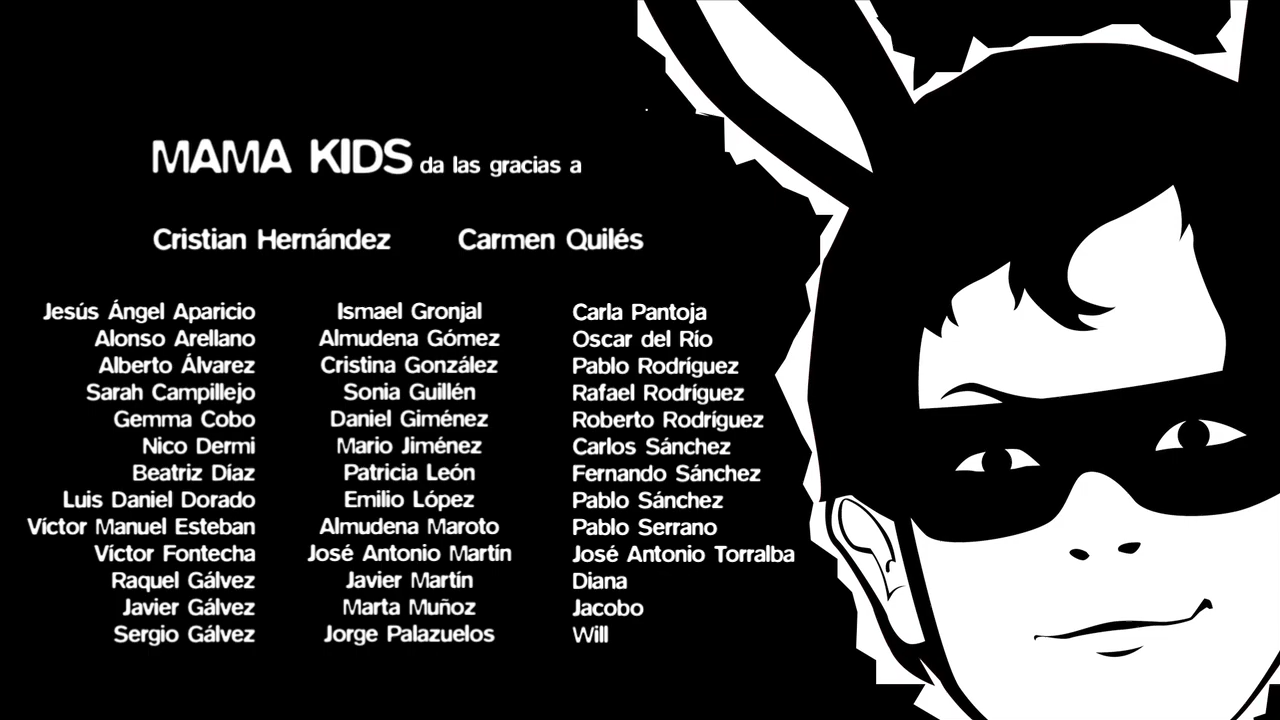 MAMA KIDS da las gracias a
Cristian Hernández Carmen Quilés
Jesús Ángel Aparicio Ismael Gronjal Carla Pantoja
Alonso Arellano Almudena Gómez Oscar del Río
Alberto Álvarez Cristina González Pablo Rodríguez
Sarah Campillejo Sonia Guillén Rafael Rodríguez
Gemma Cobo Daniel Giménez Roberto Rodríguez
Nico Dermi Mario Jiménez Carlos Sánchez
Beatriz Díaz Patricia León Fernando Sánchez
Luis Daniel Dorado Emilio López Pablo Sánchez
Víctor Manuel Esteban Almudena Maroto Pablo Serrano
Víctor Fontecha José Antonio Martín José Antonio Torralba
Raquel Gálvez Javier Martín Diana
Javier Gálvez Marta Muñoz Jacobo
Sergio Gálvez Jorge Palazuelos Will